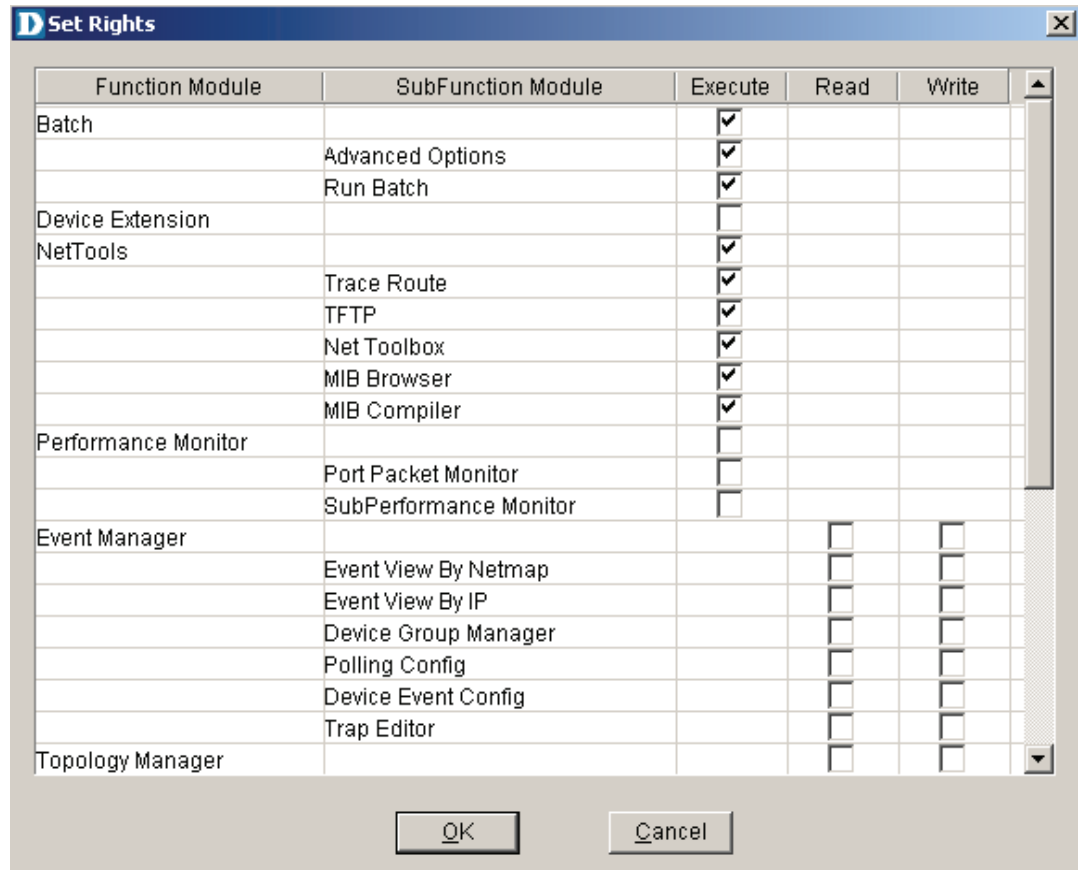 D Set Rights
Function Module SubFunction Module Execute Read Write
Batch
Advanced Options
Run Batch
Device Extension
NetTools
Trace Route
TFTP
Net Toolbox
MIB Browser
MIB Compiler
Performance Monitor
Port Packet Monitor
SubPerformance Monitor
Event Manager
Event View By Netmap
Event View By IP
Device Group Manager
Polling Config
Device Event Config
Trap Editor
Topology Manager
OK Cancel